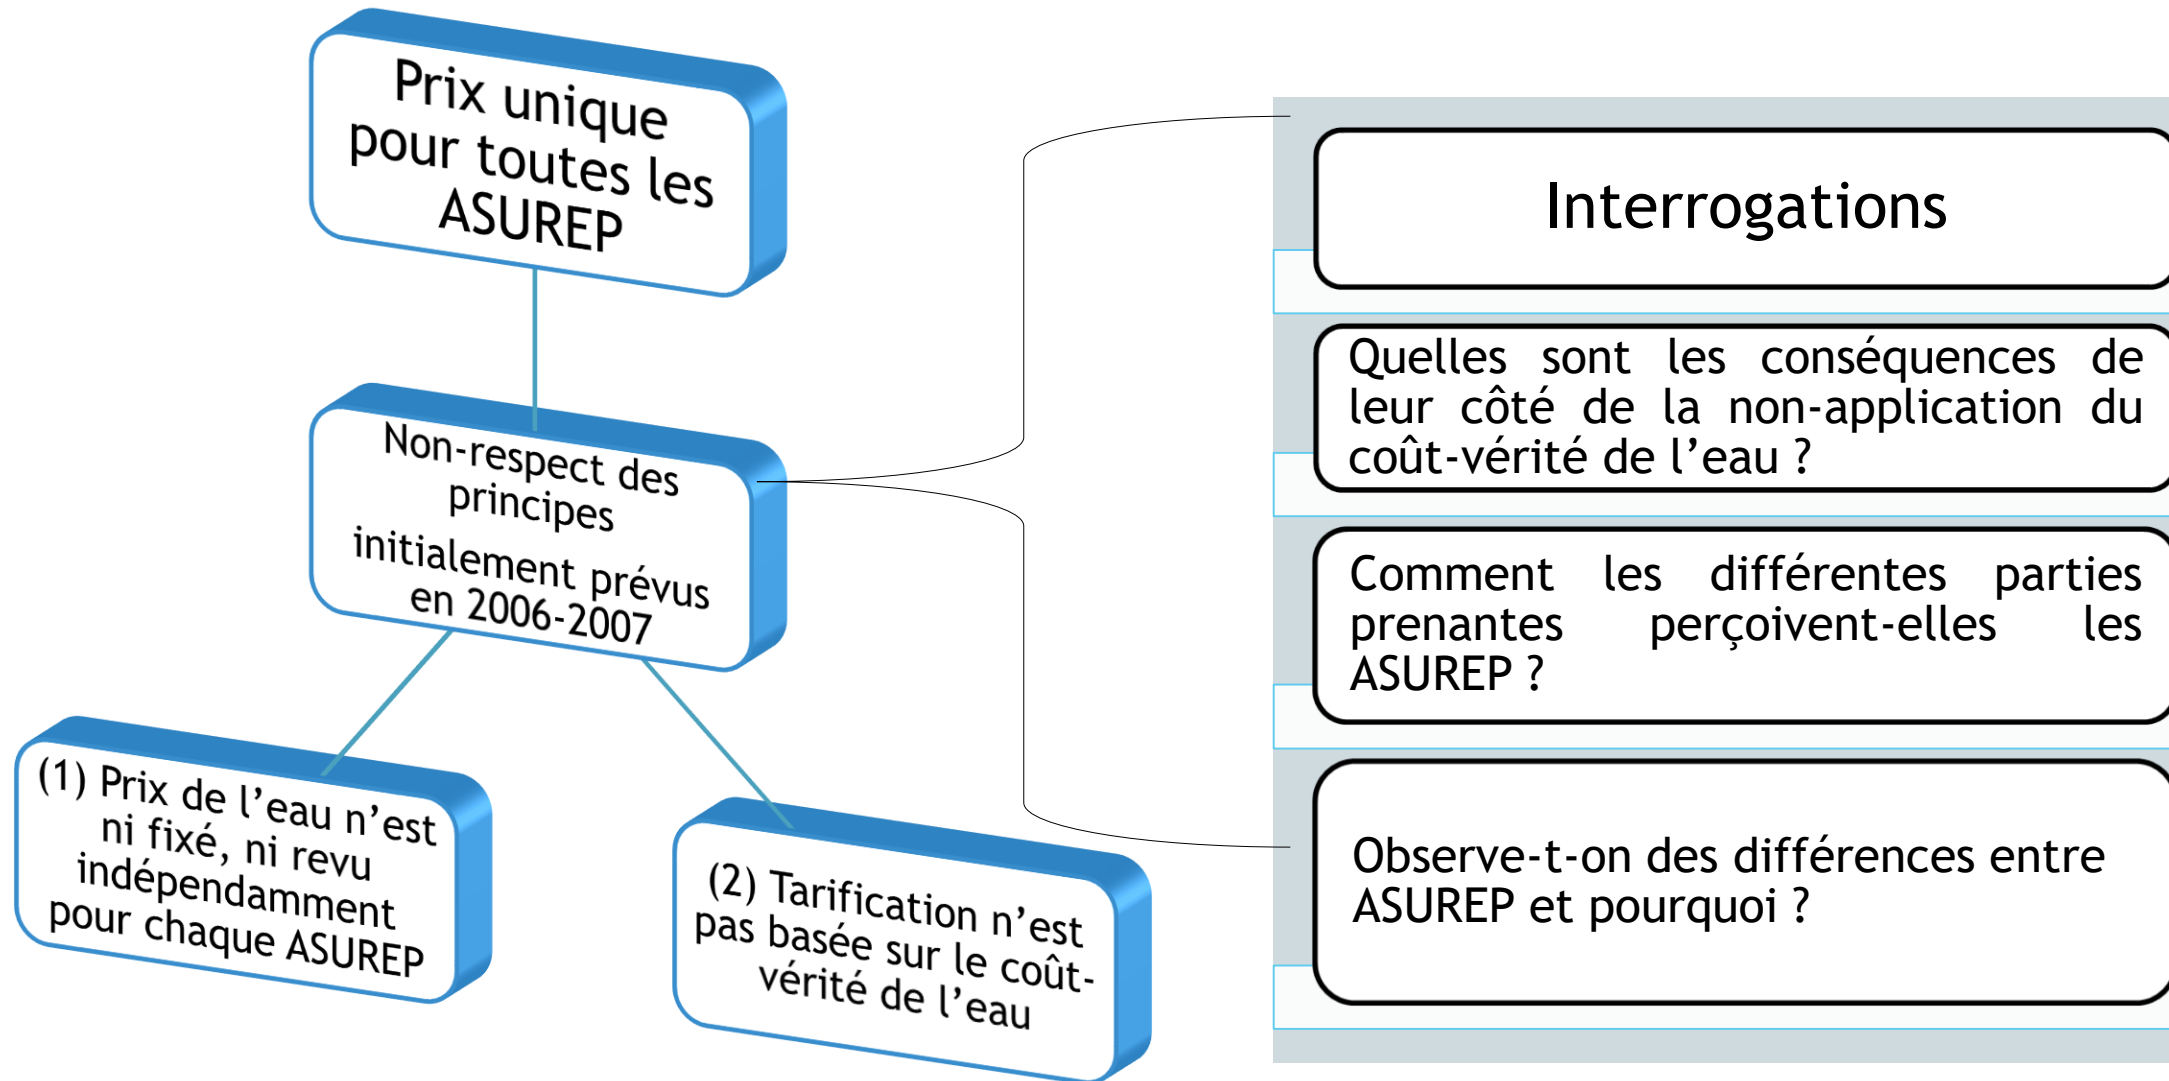 Prix unique
pour toutes les
ASUREP
Non-respect des
principes
initialement prévus
en 2006-2007
(1) Prix de l’eau n’est
ni fixé, ni revu
indépendamment
pour chaque ASUREP
(2) Tarification n’est
pas basée sur le coût-
vérité de l’eau
Interrogations
Quelles sont les conséquences de
leur côté de la non-application du
coût-vérité de l’eau ?
Comment les différentes parties
prenantes perçoivent-elles les
ASUREP ?
Observe-t-on des différences entre
ASUREP et pourquoi ?